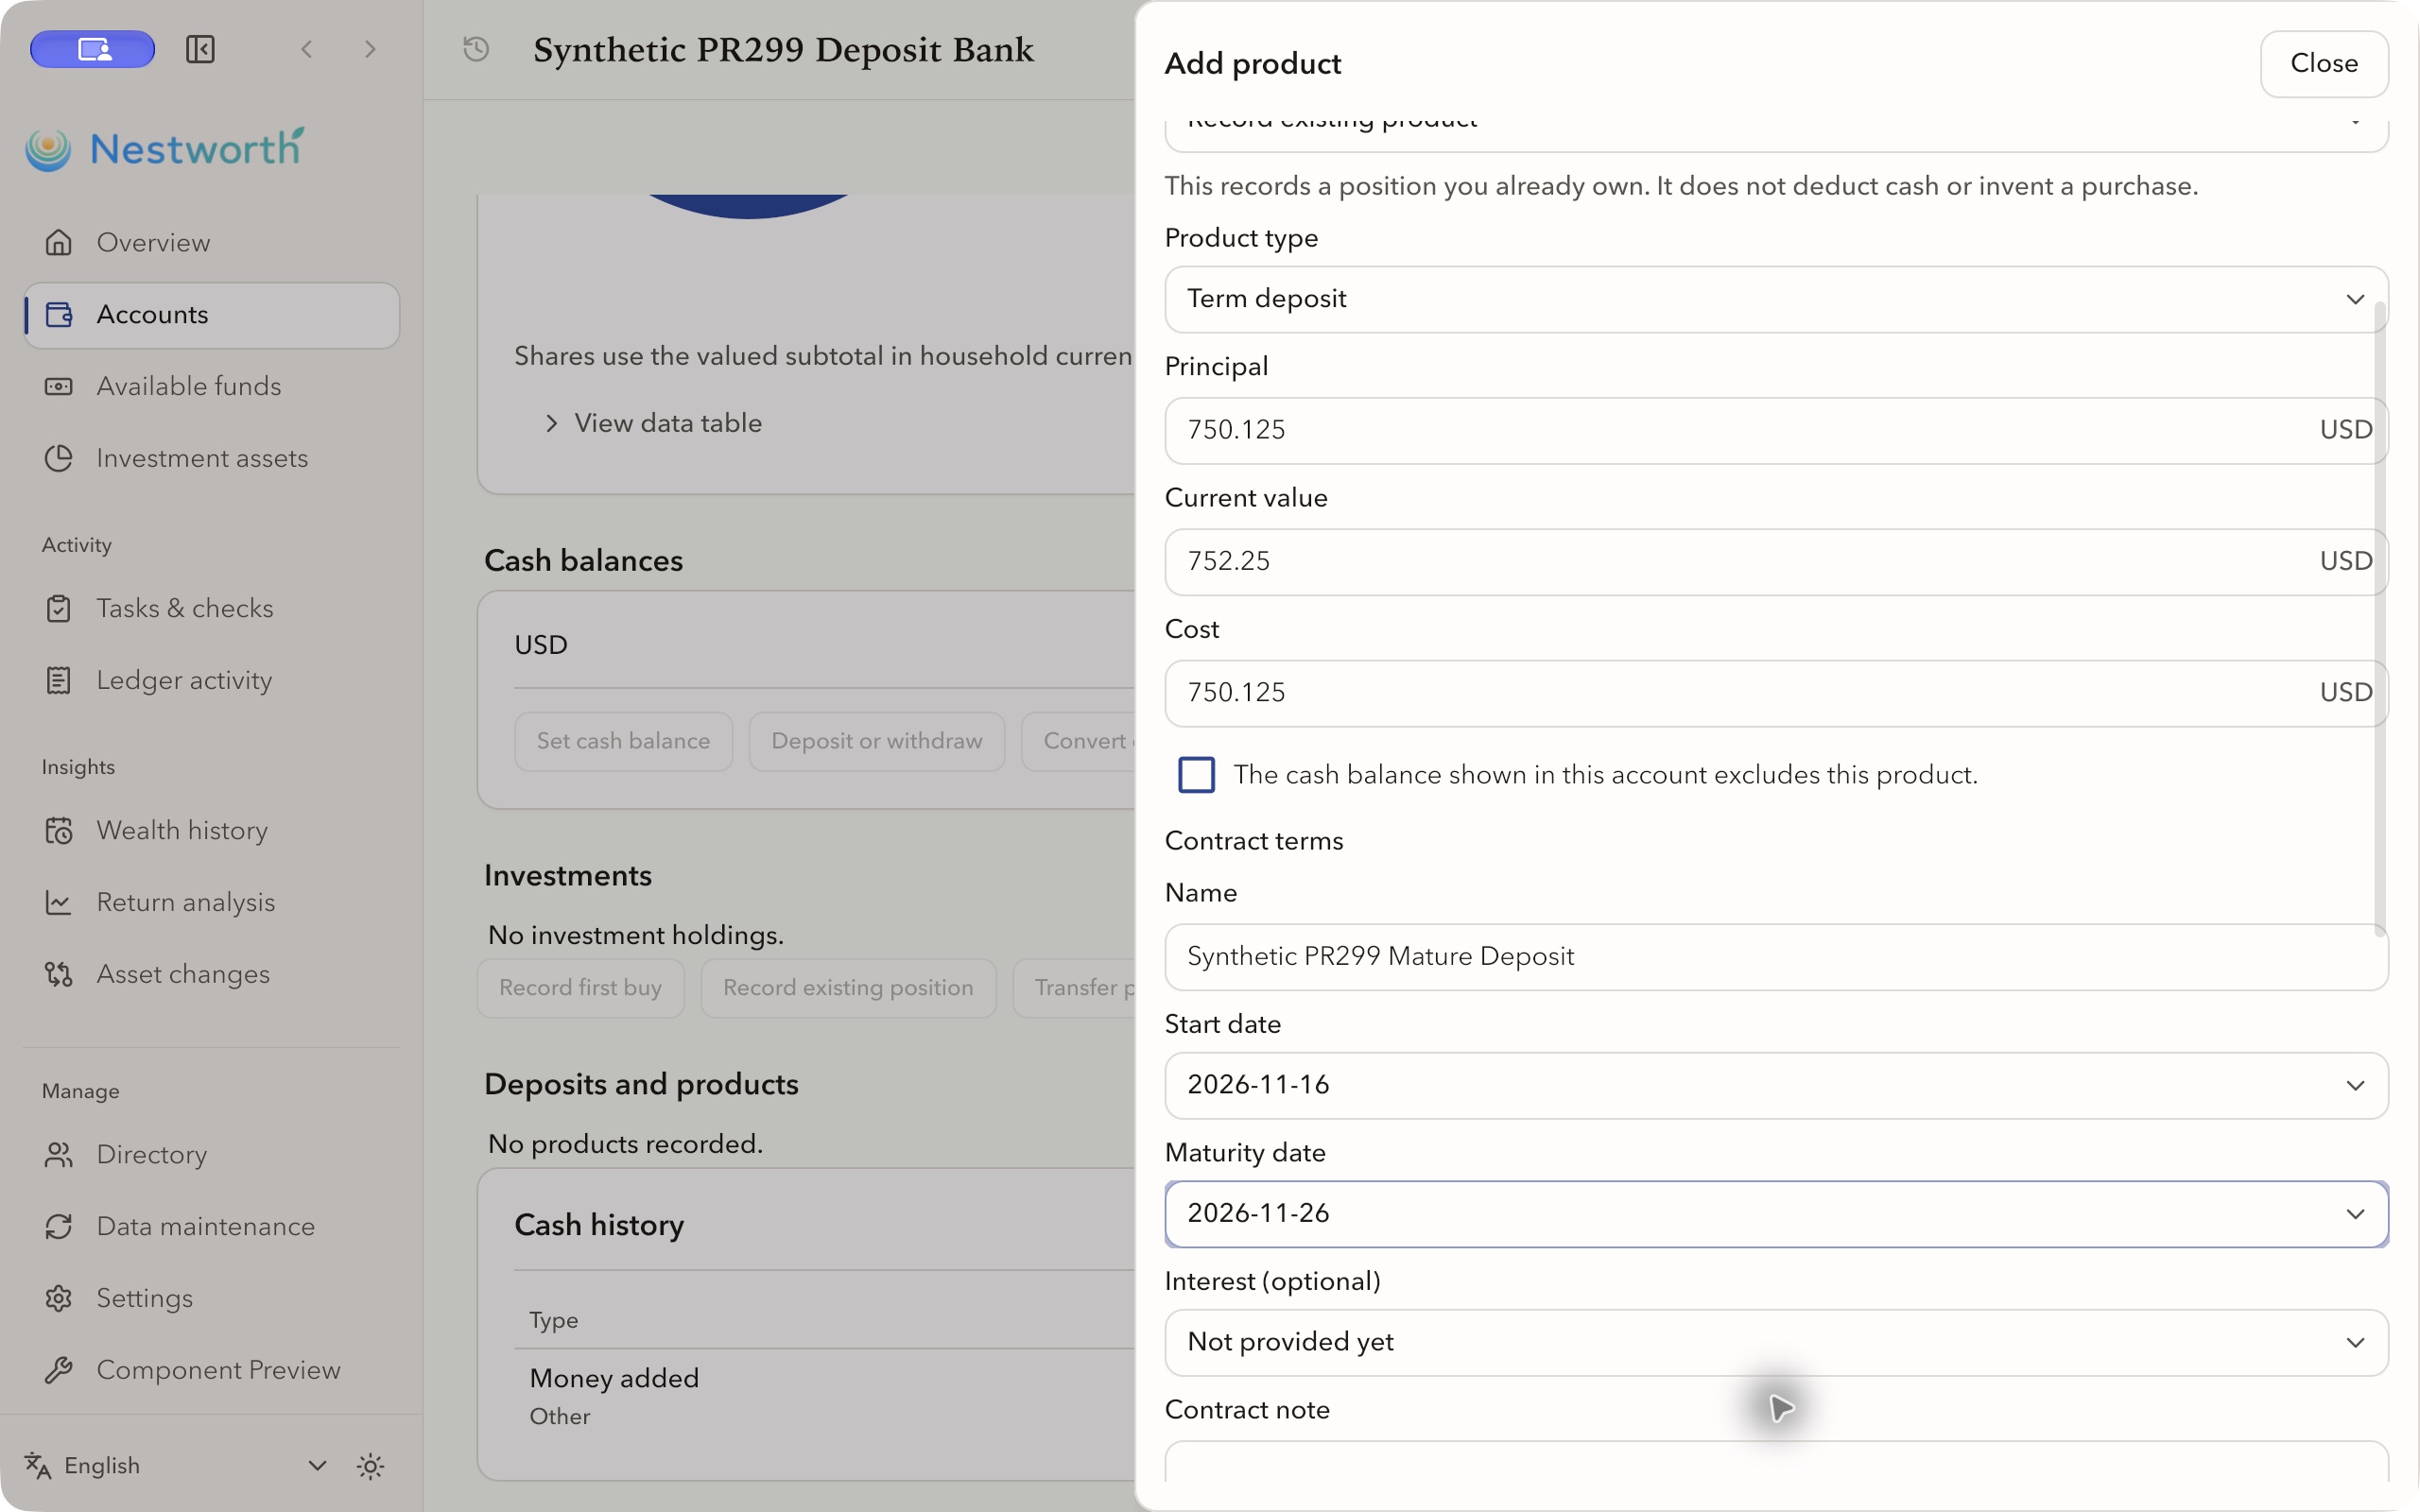 Synthetic PR299 Deposit Bank
Nestworth
Overview
Accounts
Available funds
Investment assets
Activity
Tasks & checks
Ledger activity
Insights
Wealth history
Return analysis
Asset changes
Manage
Directory
Data maintenance
Settings
Component Preview
English
Shares use the valued subtotal in household curren
View data table
Cash balances
USD
Set cash balance
Deposit or withdraw
Convert
Investments
No investment holdings.
Record first buy
Record existing position
Transfer p
Deposits and products
No products recorded.
Cash history
Type
Money added
Other
Add product
Close
Record existing product
This records a position you already own. It does not deduct cash or invent a purchase.
Product type
Term deposit
Principal
750.125 USD
Current value
752.25 USD
Cost
750.125 USD
The cash balance shown in this account excludes this product.
Contract terms
Name
Synthetic PR299 Mature Deposit
Start date
2026-11-16
Maturity date
2026-11-26
Interest (optional)
Not provided yet
Contract note